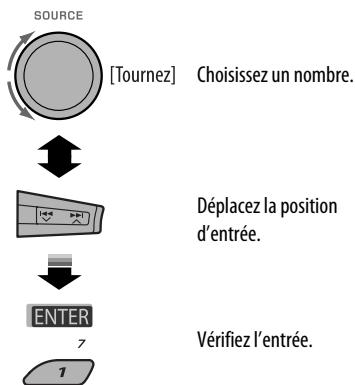 SOURCE
[Tournez] Choisissez un nombre.
Déplacez la position
d'entrée.
ENTER
7
Vérifiez l'entrée.
1